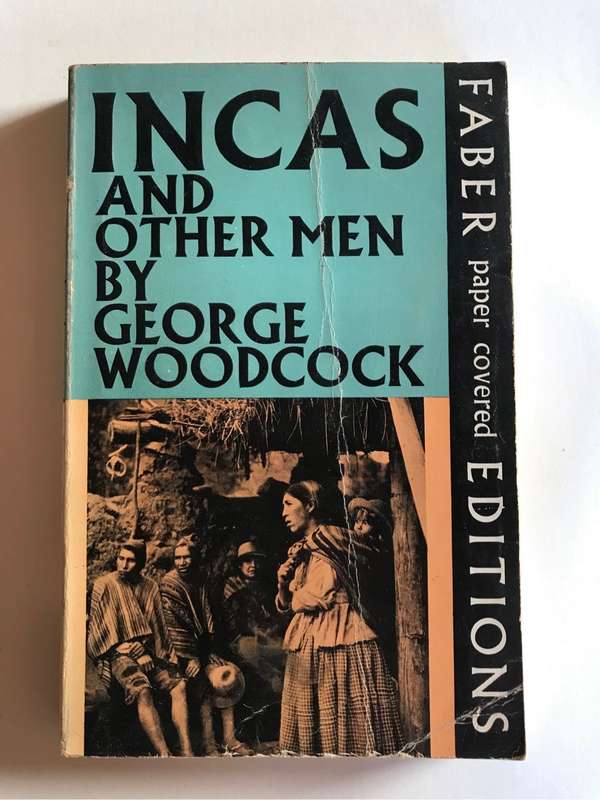 INCAS
AND
OTHER MEN
BY
GEORGE
WOODCOCK
FABER paper covered EDITIONS